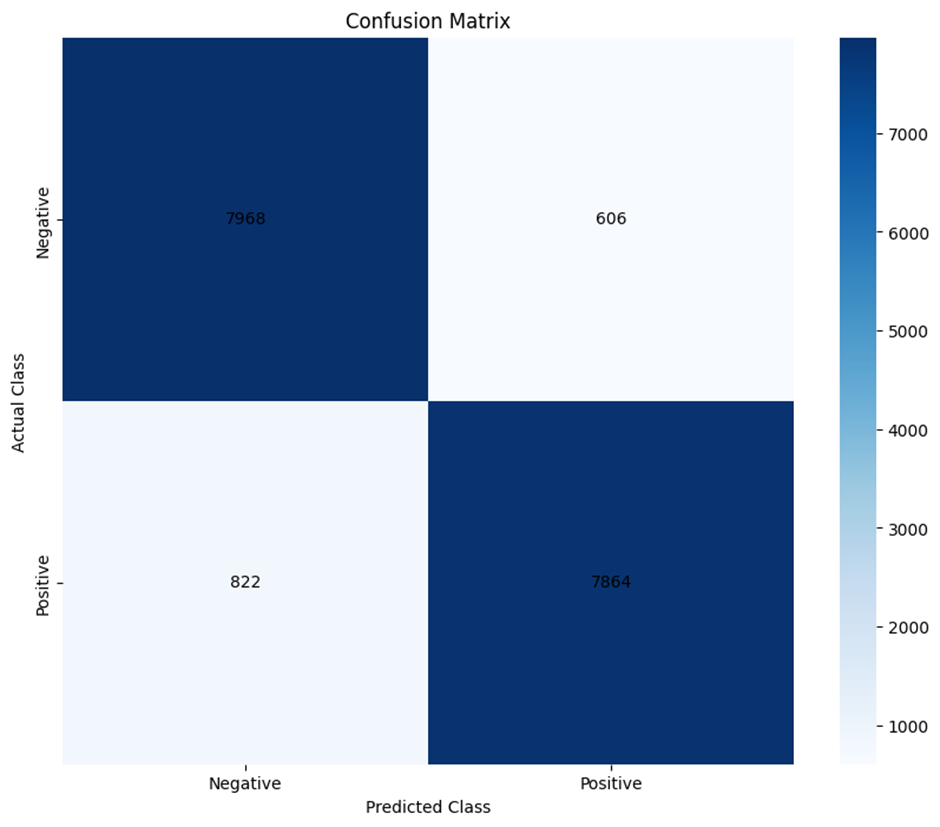 Confusion Matrix
Negative
7968
606
Positive
822
7864
Actual Class
Negative
Positive
Predicted Class
7000
6000
5000
4000
3000
2000
1000